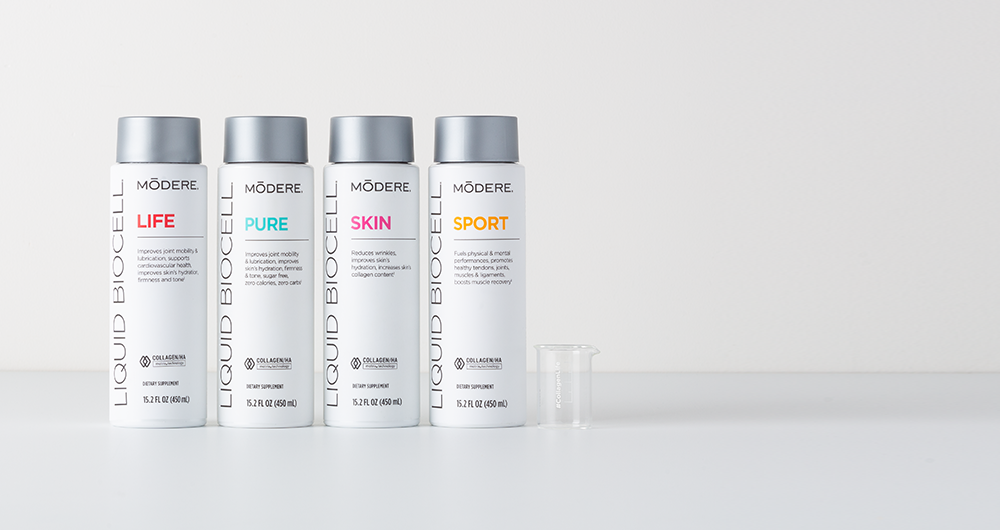 LIQUID BIOCELL
MŌDERE.
LIFE
Improves joint mobility &
lubrication, supports
cardiovascular health,
improves skin's hydration,
firmness and tone†
COLLAGEN/HA
matrix technology
DIETARY SUPPLEMENT
15.2 FL OZ (450 mL)
LIQUID BIOCELL
MŌDERE.
PURE
Improves joint mobility
& lubrication, improves
skin's hydration, firmness
& tone, sugar free,
zero calories, zero carbs†
COLLAGEN/HA
matrix technology
DIETARY SUPPLEMENT
15.2 FL OZ (450 mL)
LIQUID BIOCELL
MŌDERE.
SKIN
Reduces wrinkles,
improves skin's
hydration, increases skin's
collagen content†
COLLAGEN/HA
matrix technology
DIETARY SUPPLEMENT
15.2 FL OZ (450 mL)
LIQUID BIOCELL
MŌDERE.
SPORT
Fuels physical & mental
performances, promotes
healthy tendons, joints,
muscles & ligaments,
boosts muscle recovery†
COLLAGEN/HA
matrix technology
DIETARY SUPPLEMENT
15.2 FL OZ (450 mL)